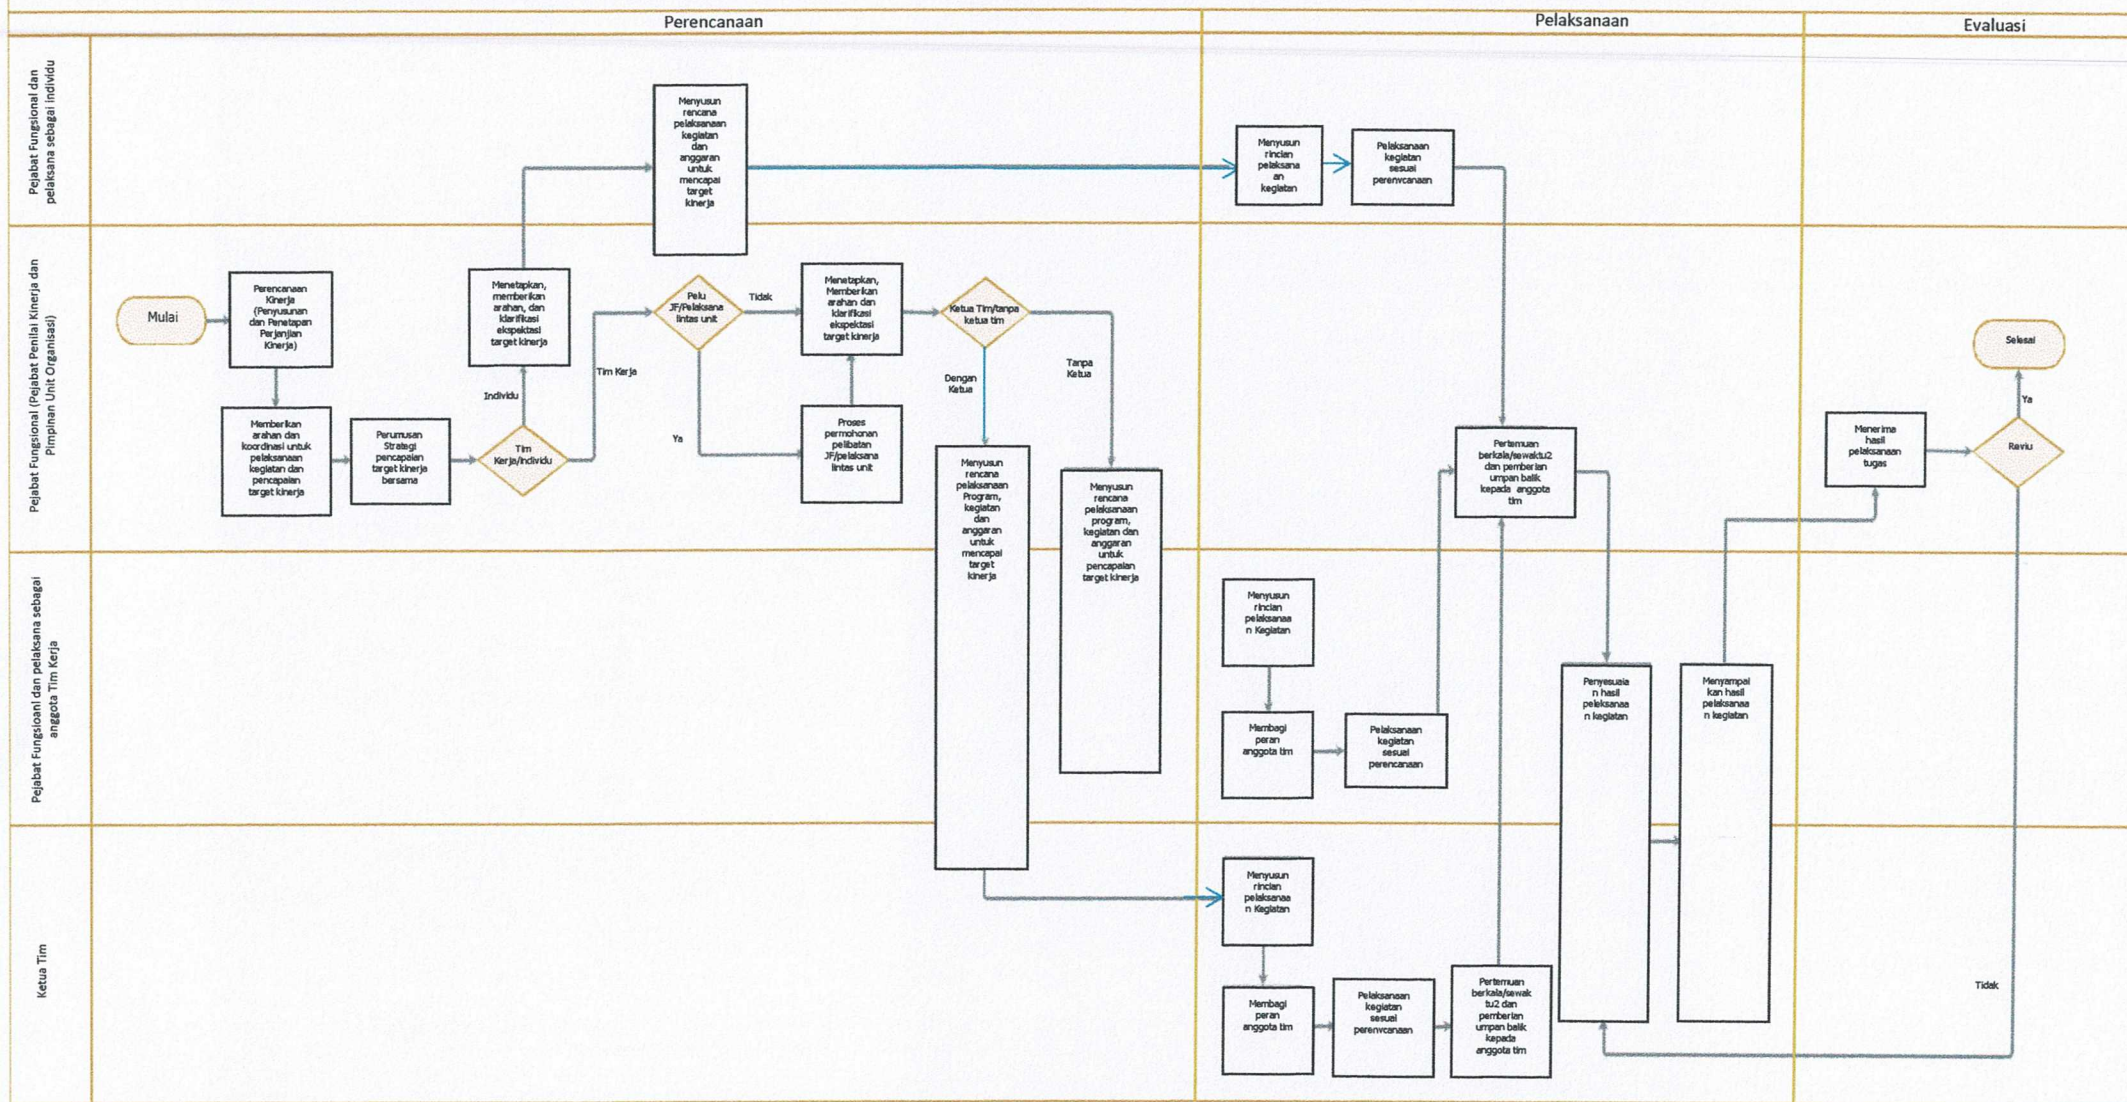 Perencanaan
Pelaksanaan
Evaluasi
Pejabat Fungsional dan
pelaksana sebagai individu
Menyusun
rencana
pelaksanaan
kegiatan
dan
anggaran
untuk
mencapai
target
kinerja
Menyusun
rincian
pelaksana
an
kegiatan
Pelaksanaan
kegiatan
sesuai
perenvcanaan
Pejabat Fungsional (Pejabat Penilai Kinerja dan
Pimpinan Unit Organisasi)
Mulai
Perencanaan
Kinerja
(Penyusunan
dan Penetapan
Perjanjian
Kinerja)
Memberikan
arahan dan
koordinasi untuk
pelaksanaan
kegiatan dan
pencapaian
target kinerja
Perumusan
Strategi
pencapaian
target kinerja
bersama
Tim
Kerja/Individu
Individu
Menetapkan,
memberikan
arahan, dan
klarifikasi
ekspektasi
target kinerja
Tim Kerja
Pelu
JF/Pelaksana
lintas unit
Tidak
Ya
Menetapkan,
Memberikan
arahan dan
klarifikasi
ekspektasi
target kinerja
Proses
permohonan
pelibatan
JF/pelaksana
lintas unit
Ketua Tim/tanpa
ketua tim
Dengan
Ketua
Tanpa
Ketua
Menyusun
rencana
pelaksanaan
Program,
kegiatan
dan
anggaran
untuk
mencapai
target
kinerja
Menyusun
rencana
pelaksanaan
program,
kegiatan dan
anggaran
untuk
pencapaian
target kinerja
Pertemuan
berkala/sewaktu2
dan pemberian
umpan balik
kepada anggota
tim
Menerima
hasil
pelaksanaan
tugas
Reviu
Ya
Selesai
Tidak
Pejabat Fungsioanl dan pelaksana sebagai
anggota Tim Kerja
Menyusun
rincian
pelaksanaa
n Kegiatan
Membagi
peran
anggota tim
Pelaksanaan
kegiatan
sesuai
perencanaan
Penyesuaia
n hasil
peleksanaa
n kegiatan
Menyampai
kan hasil
pelaksanaa
n kegiatan
Ketua Tim
Menyusun
rincian
pelaksanaa
n Kegiatan
Membagi
peran
anggota tim
Pelaksanaan
kegiatan
sesuai
perenvcanaan
Pertemuan
berkala/sewak
tu2 dan
pemberian
umpan balik
kepada
anggota tim